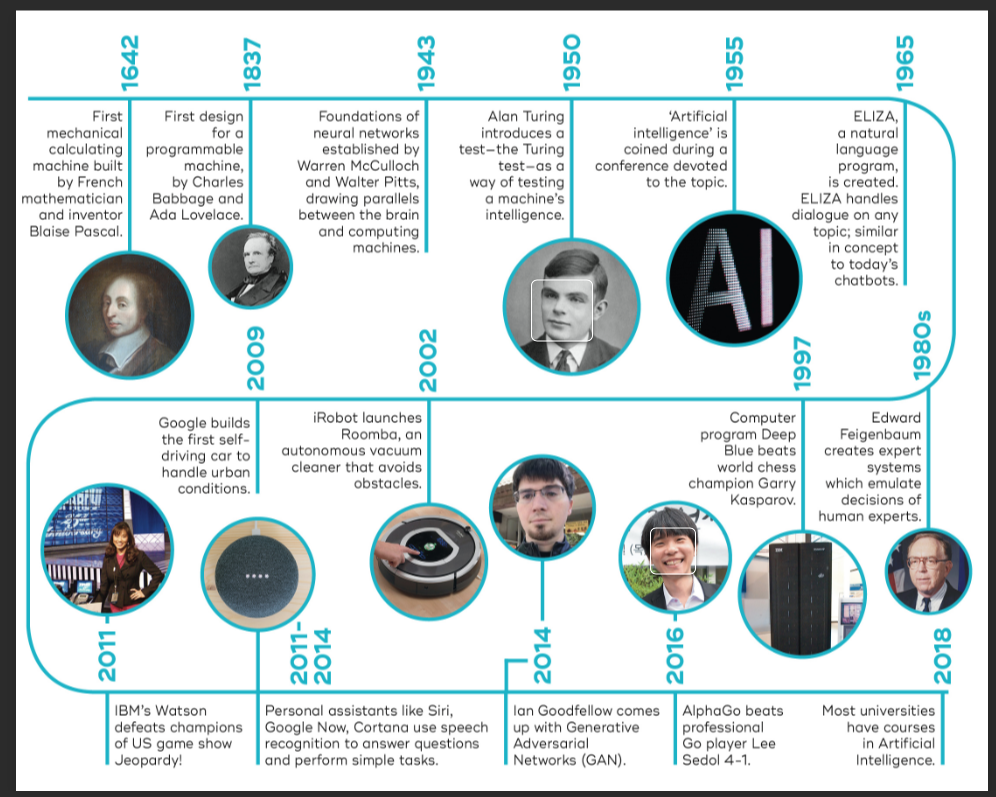 1642
First
mechanical
calculating
machine built
by French
mathematician
and inventor
Blaise Pascal.
1837
First design
for a
programmable
machine,
by Charles
Babbage and
Ada Lovelace.
1943
Foundations of
neural networks
established by
Warren McCulloch
and Walter Pitts,
drawing parallels
between the brain
and computing
machines.
1950
Alan Turing
introduces a
test—the Turing
test—as a
way of testing
a machine's
intelligence.
1955
‘Artificial
intelligence’ is
coined during a
conference devoted
to the topic.
AI
1965
ELIZA,
a natural
language
program,
is created.
ELIZA handles
dialogue on any
topic; similar
in concept
to today’s
chatbots.
1980s
Edward
Feigenbaum
creates expert
systems
which emulate
decisions of
human experts.
1997
Computer
program Deep
Blue beats
world chess
champion Garry
Kasparov.
2002
iRobot launches
Roomba, an
autonomous vacuum
cleaner that avoids
obstacles.
2009
Google builds
the first self-
driving car to
handle urban
conditions.
2011
IBM’s Watson
defeats champions
of US game show
Jeopardy!
2011-
2014
Personal assistants like Siri,
Google Now, Cortana use speech
recognition to answer questions
and perform simple tasks.
2014
Ian Goodfellow comes
up with Generative
Adversarial
Networks (GAN).
2016
AlphaGo beats
professional
Go player Lee
Sedol 4-1.
2018
Most universities
have courses
in Artificial
Intelligence.